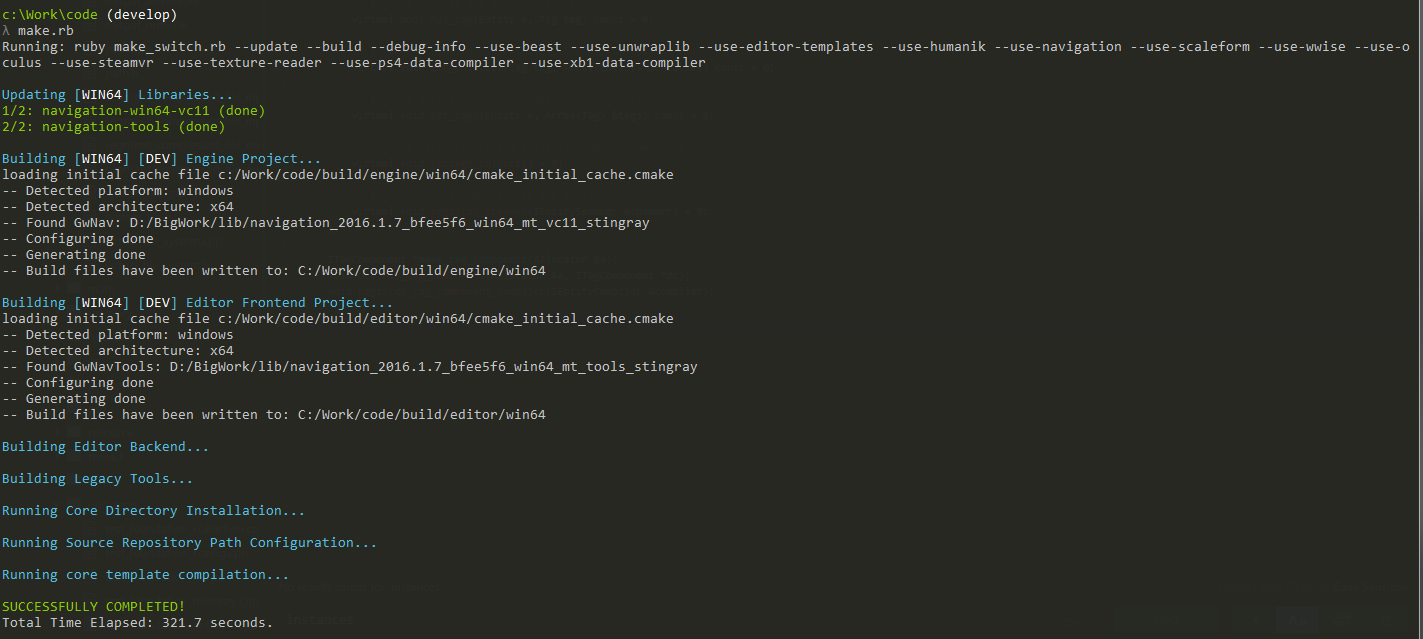 c:\Work\code (develop)
λ make.rb
Running: ruby make_switch.rb --update --build --debug-info --use-beast --use-unwraplib --use-editor-templates --use-humanik --use-navigation --use-scaleform --use-wwise --use-o
culus --use-steamvr --use-texture-reader --use-ps4-data-compiler --use-xb1-data-compiler
Updating [WIN64] Libraries...
1/2: navigation-win64-vc11 (done)
2/2: navigation-tools (done)
Building [WIN64] [DEV] Engine Project...
loading initial cache file c:/Work/code/build/engine/win64/cmake_initial_cache.cmake
-- Detected platform: windows
-- Detected architecture: x64
-- Found GwNav: D:/BigWork/lib/navigation_2016.1.7_bfee5f6_win64_mt_vc11_stingray
-- Configuring done
-- Generating done
-- Build files have been written to: C:/Work/code/build/engine/win64
Building [WIN64] [DEV] Editor Frontend Project...
loading initial cache file c:/Work/code/build/editor/win64/cmake_initial_cache.cmake
-- Detected platform: windows
-- Detected architecture: x64
-- Found GwNavTools: D:/BigWork/lib/navigation_2016.1.7_bfee5f6_win64_mt_tools_stingray
-- Configuring done
-- Generating done
-- Build files have been written to: C:/Work/code/build/editor/win64
Building Editor Backend...
Building Legacy Tools...
Running Core Directory Installation...
Running Source Repository Path Configuration...
Running core template compilation...
SUCCESSFULLY COMPLETED!
Total Time Elapsed: 321.7 seconds.